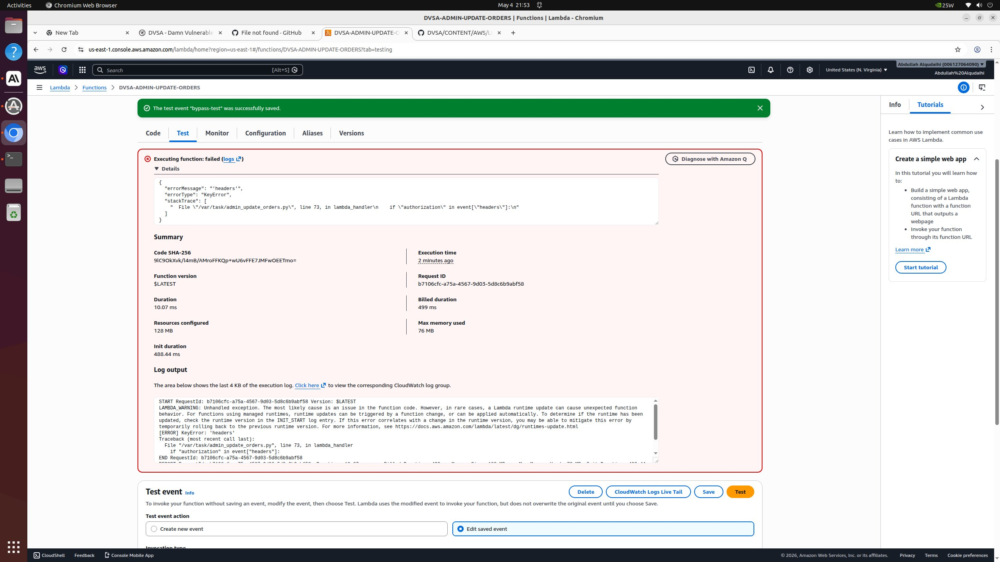 Activities
Chromium Web Browser
May 4 21:53
25W
DVSA-ADMIN-UPDATE-ORDERS | Functions | Lambda - Chromium
New Tab
DVSA - Damn Vulnerable
File not found · GitHub
DVSA-ADMIN-UPDATE-O
DVSA/CONTENT/AWS/LE
us-east-1.console.aws.amazon.com/lambda/home?region=us-east-1#/functions/DVSA-ADMIN-UPDATE-ORDERS?tab=testing
aws
Search
[Alt+S]
United States (N. Virginia)
Abdullah Alqudaihi (006127064090)
Abdullah%20Alqudaihi
Lambda
Functions
DVSA-ADMIN-UPDATE-ORDERS
The test event "bypass-test" was successfully saved.
Code
Test
Monitor
Configuration
Aliases
Versions
Executing function: failed (logs)
Diagnose with Amazon Q
Details
{
"errorMessage": "'headers'",
"errorType": "KeyError",
"stackTrace": [
"  File \"/var/task/admin_update_orders.py\", line 73, in lambda_handler\n    if \"authorization\" in event[\"headers\"]:\n"
]
}
Summary
Code SHA-256
9lC9OkXvk/l4mB/AMroFFKQp+wU6vFFE7JMFwOEETmo=
Execution time
2 minutes ago
Function version
$LATEST
Request ID
b7106cfc-a75a-4567-9d03-5d8c6b9abf58
Duration
10.07 ms
Billed duration
499 ms
Resources configured
128 MB
Max memory used
76 MB
Init duration
488.44 ms
Log output
The area below shows the last 4 KB of the execution log. Click here to view the corresponding CloudWatch log group.
START RequestId: b7106cfc-a75a-4567-9d03-5d8c6b9abf58 Version: $LATEST
LAMBDA_WARNING: Unhandled exception. The most likely cause is an issue in the function code. However, in rare cases, a Lambda runtime update can cause unexpected function
behavior. For functions using managed runtimes, runtime updates can be triggered by a function change, or can be applied automatically. To determine if the runtime has been
updated, check the runtime version in the INIT_START log entry. If this error correlates with a change in the runtime version, you may be able to mitigate this error by
temporarily rolling back to the previous runtime version. For more information, see https://docs.aws.amazon.com/lambda/latest/dg/runtimes-update.html
[ERROR] KeyError: 'headers'
Traceback (most recent call last):
File "/var/task/admin_update_orders.py", line 73, in lambda_handler
if "authorization" in event["headers"]:
END RequestId: b7106cfc-a75a-4567-9d03-5d8c6b9abf58
Test event Info
Delete
CloudWatch Logs Live Tail
Save
Test
To invoke your function without saving an event, modify the event, then choose Test. Lambda uses the modified event to invoke your function, but does not overwrite the original event until you choose Save.
Test event action
Create new event
Edit saved event
Invocation type
Info
Tutorials
Learn how to implement common use
cases in AWS Lambda.
Create a simple web app
In this tutorial you will learn how
to:
• Build a simple web app,
consisting of a Lambda
function with a function
URL that outputs a
webpage
• Invoke your function
through its function URL
Learn more
Start tutorial
CloudShell
Feedback
Console Mobile App
© 2026, Amazon Web Services, Inc. or its affiliates.
Privacy
Terms
Cookie preferences